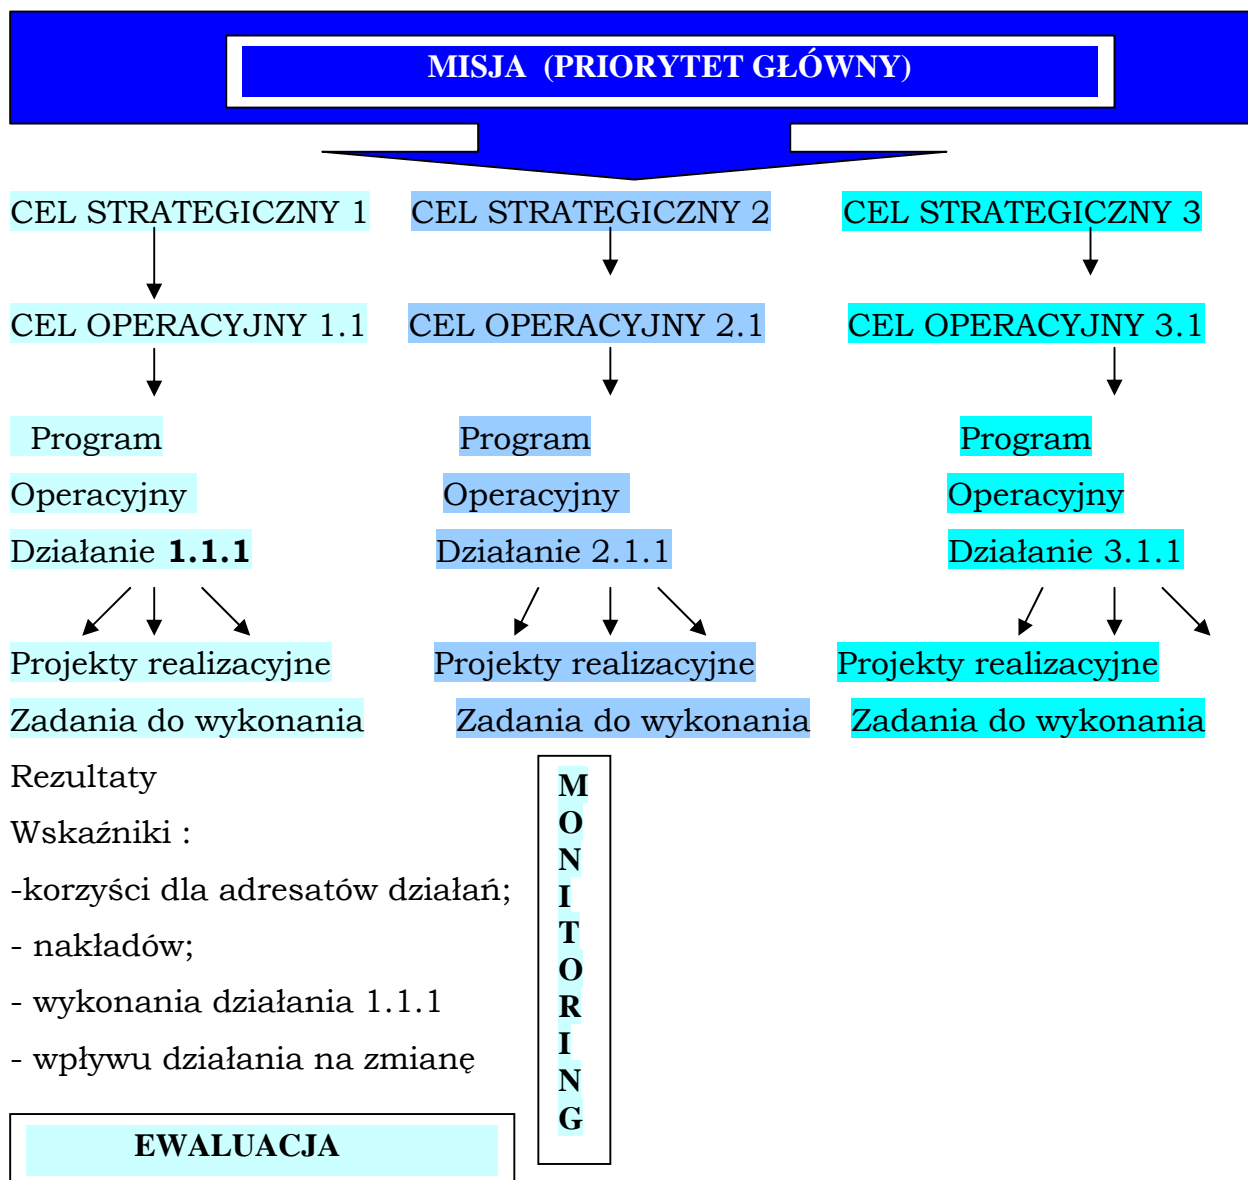 MISJA (PRIORYTET GŁÓWNY)
CEL STRATEGICZNY 1 CEL STRATEGICZNY 2 CEL STRATEGICZNY 3
CEL OPERACYJNY 1.1 CEL OPERACYJNY 2.1 CEL OPERACYJNY 3.1
Program Program Program
Operacyjny Operacyjny Operacyjny
Działanie 1.1.1 Działanie 2.1.1 Działanie 3.1.1
Projekty realizacyjne Projekty realizacyjne Projekty realizacyjne
Zadania do wykonania Zadania do wykonania Zadania do wykonania
Rezultaty
Wskaźniki :
-korzyści dla adresatów działań;
- nakładów;
- wykonania działania 1.1.1
- wpływu działania na zmianę
MONITORING
EWALUACJA